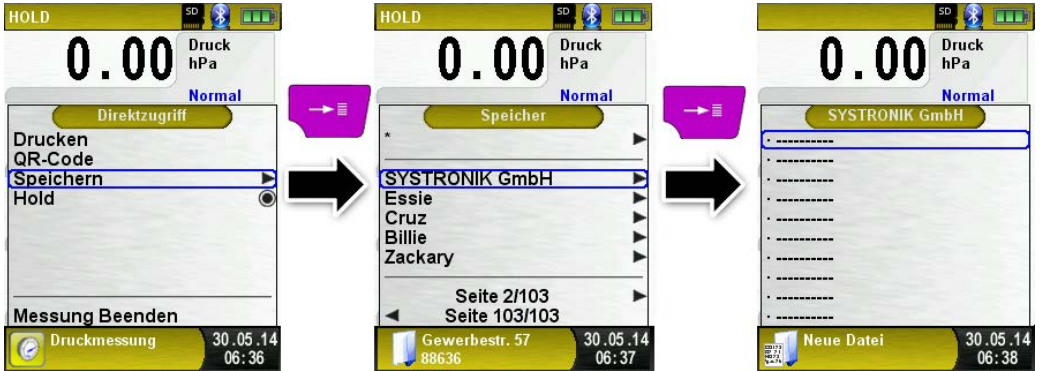 HOLD
SD
0.00
Druck
hPa
Normal
Direktzugriff
Drucken
QR-Code
Speichern
Hold
Messung Beenden
Druckmessung
30.05.14
06:36
HOLD
SD
0.00
Druck
hPa
Normal
Speicher
*
SYSTRONIK GmbH
Essie
Cruz
Billie
Zackary
Seite 2/103
Seite 103/103
Gewerbestr. 57
88636
30.05.14
06:37
SD
0.00
Druck
hPa
Normal
SYSTRONIK GmbH
. -----------
. -----------
. -----------
. -----------
. -----------
. -----------
. -----------
. -----------
. -----------
. -----------
Neue Datei
30.05.14
06:38